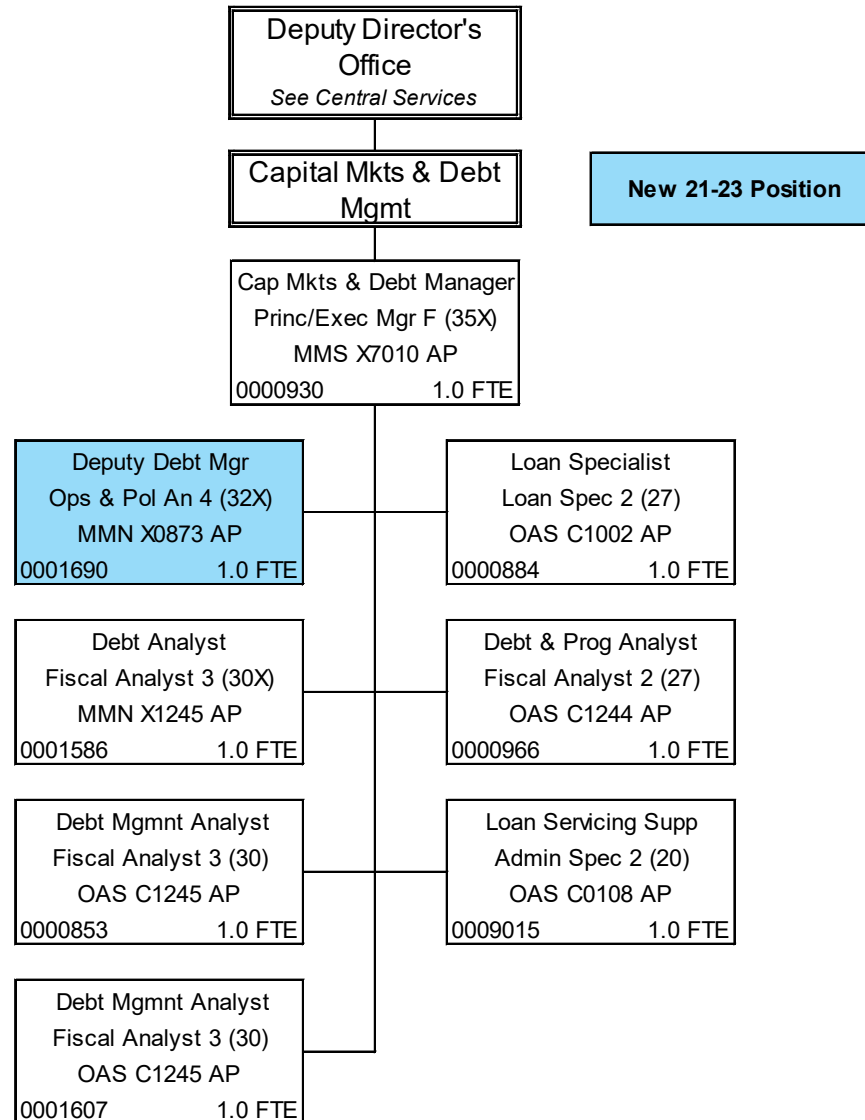 Deputy Director's
Office
See Central Services
Capital Mkts & Debt
Mgmt
New 21-23 Position
Cap Mkts & Debt Manager
Princ/Exec Mgr F (35X)
MMS X7010 AP
0000930 1.0 FTE
Deputy Debt Mgr
Ops & Pol An 4 (32X)
MMN X0873 AP
0001690 1.0 FTE
Loan Specialist
Loan Spec 2 (27)
OAS C1002 AP
0000884 1.0 FTE
Debt Analyst
Fiscal Analyst 3 (30X)
MMN X1245 AP
0001586 1.0 FTE
Debt & Prog Analyst
Fiscal Analyst 2 (27)
OAS C1244 AP
0000966 1.0 FTE
Debt Mgmnt Analyst
Fiscal Analyst 3 (30)
OAS C1245 AP
0000853 1.0 FTE
Loan Servicing Supp
Admin Spec 2 (20)
OAS C0108 AP
0009015 1.0 FTE
Debt Mgmnt Analyst
Fiscal Analyst 3 (30)
OAS C1245 AP
0001607 1.0 FTE